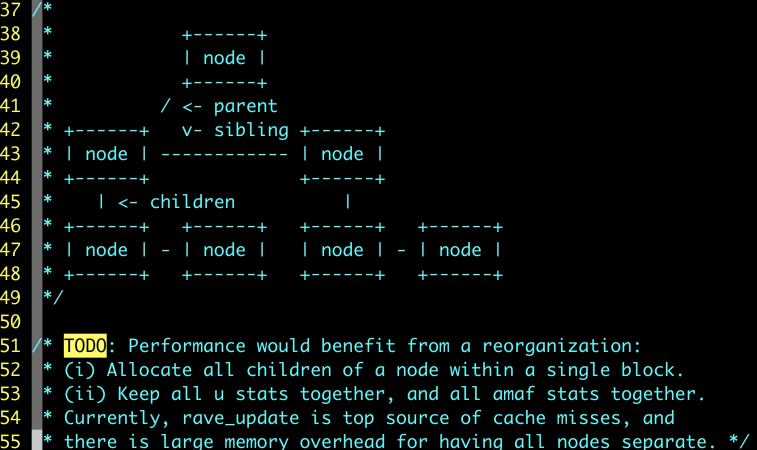 37 /*
38  *            +------+
39  *            | node |
40  *            +------+
41  *          / <- parent
42  * +------+   v- sibling +------+
43  * | node | ------------ | node |
44  * +------+              +------+
45  *    | <- children          |
46  * +------+   +------+   +------+   +------+
47  * | node | - | node |   | node | - | node |
48  * +------+   +------+   +------+   +------+
49  */
50
51 /* TODO: Performance would benefit from a reorganization:
52  * (i) Allocate all children of a node within a single block.
53  * (ii) Keep all u stats together, and all amaf stats together.
54  * Currently, rave_update is top source of cache misses, and
55  * there is large memory overhead for having all nodes separate. */